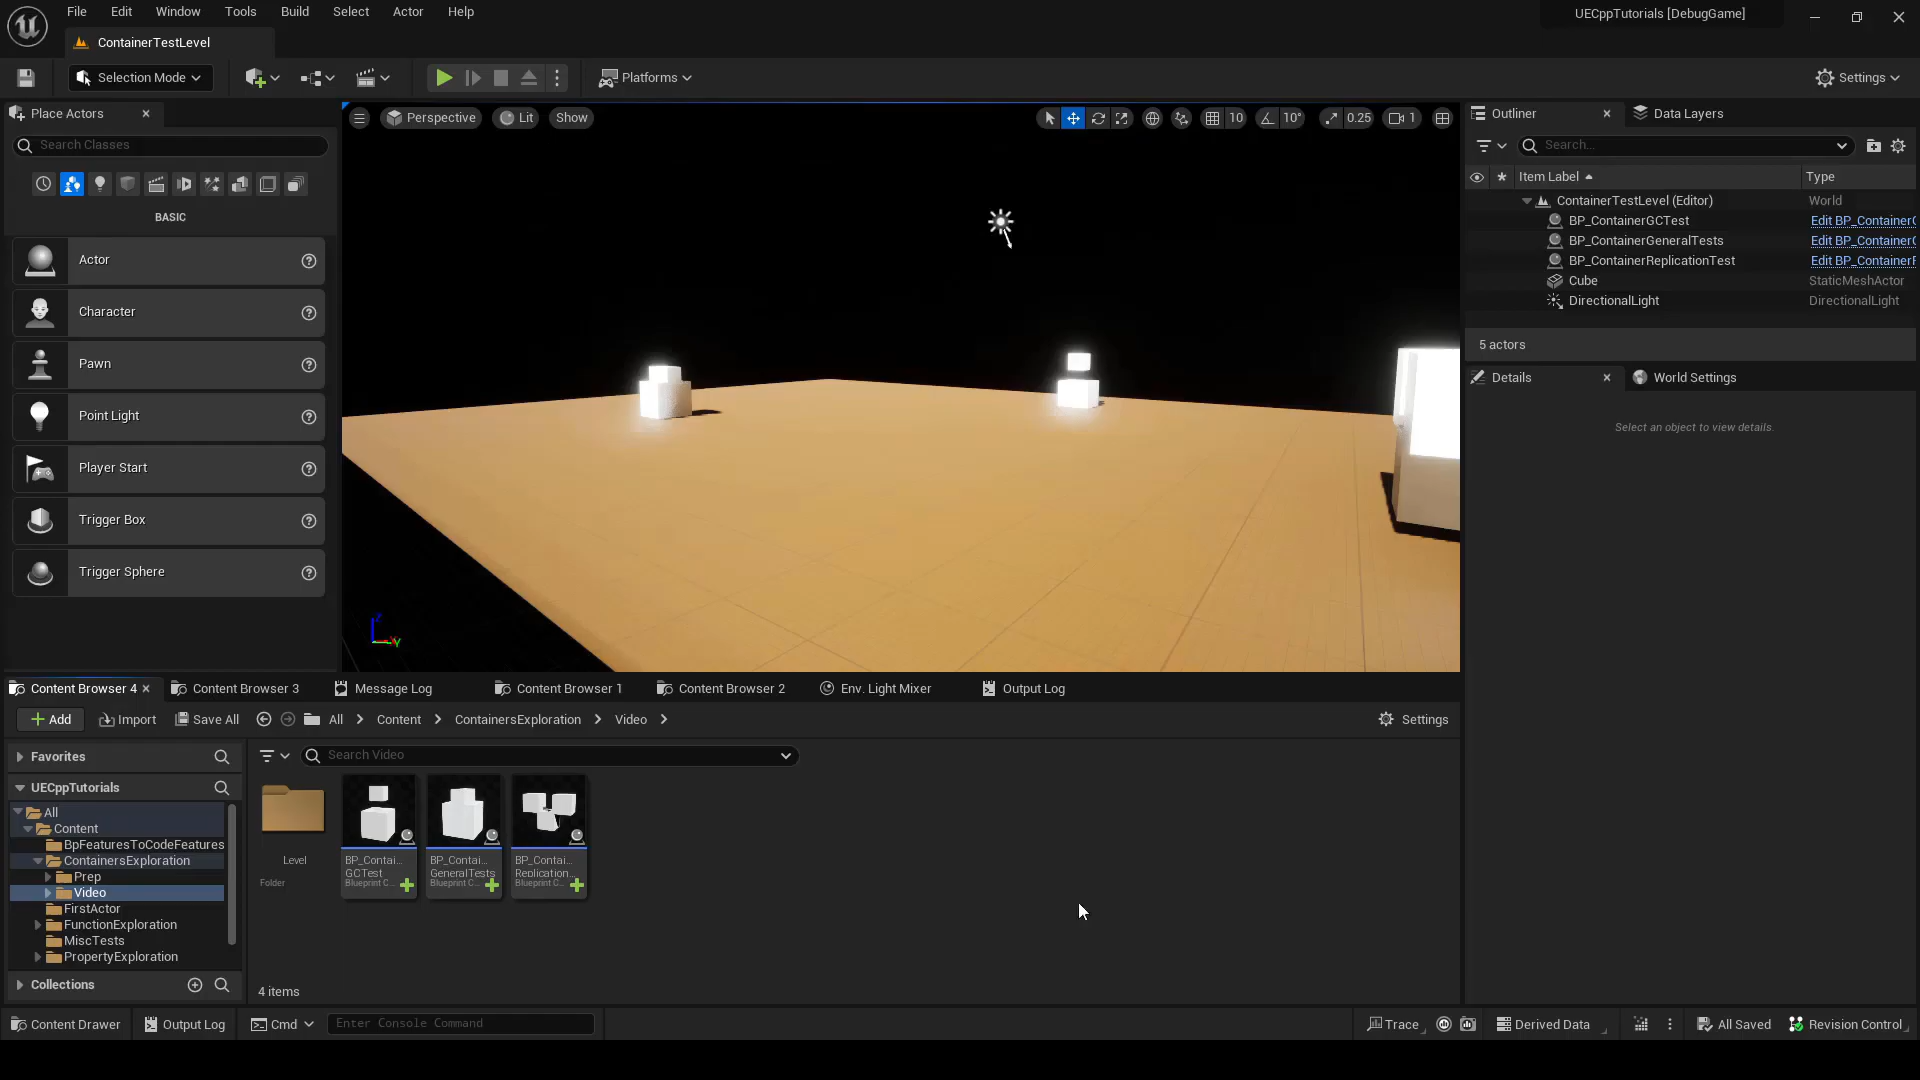 File Edit Window Tools Build Select Actor Help
UECppTutorials [DebugGame]
ContainerTestLevel
Selection Mode
Platforms
Settings
Place Actors
Search Classes
BASIC
Actor
Character
Pawn
Point Light
Player Start
Trigger Box
Trigger Sphere
Perspective Lit Show
10 10° 0.25 1
Outliner Data Layers
Search...
Item Label Type
ContainerTestLevel (Editor) World
BP_ContainerGCTest Edit BP_ContainerG
BP_ContainerGeneralTests Edit BP_ContainerG
BP_ContainerReplicationTest Edit BP_ContainerR
Cube StaticMeshActor
DirectionalLight DirectionalLight
5 actors
Details World Settings
Select an object to view details.
Content Browser 4 Content Browser 3 Message Log Content Browser 1 Content Browser 2 Env. Light Mixer Output Log
Add Import Save All All Content ContainersExploration Video Settings
Favorites
UECppTutorials
All
Content
BpFeaturesToCodeFeatures
ContainersExploration
Prep
Video
FirstActor
FunctionExploration
MiscTests
PropertyExploration
Collections
Search Video
Level
Folder
BP_Contai...
GCTest
Blueprint C...
BP_Contai...
GeneralTests
Blueprint C...
BP_Contai...
Replication...
Blueprint C...
4 items
Content Drawer Output Log Cmd Enter Console Command Trace Derived Data All Saved Revision Control